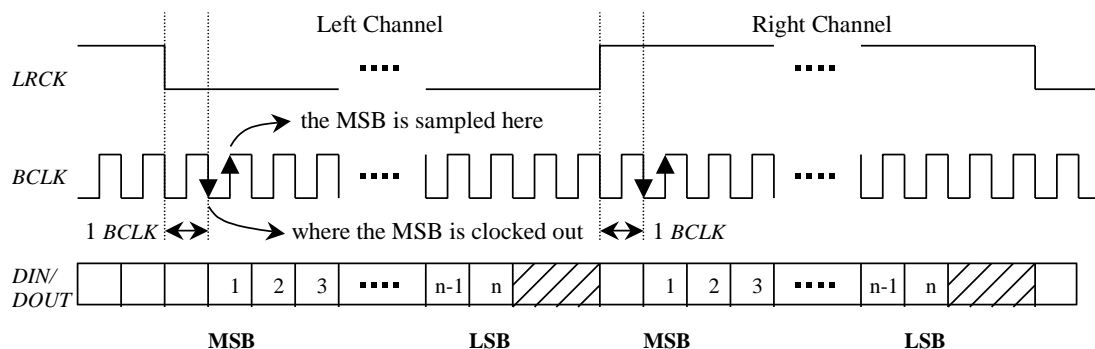 Left Channel Right Channel
LRCK
the MSB is sampled here
BCLK
1 BCLK where the MSB is clocked out 1 BCLK
DIN/
DOUT
1 2 3 n-1 n 1 2 3 n-1 n
MSB LSB MSB LSB